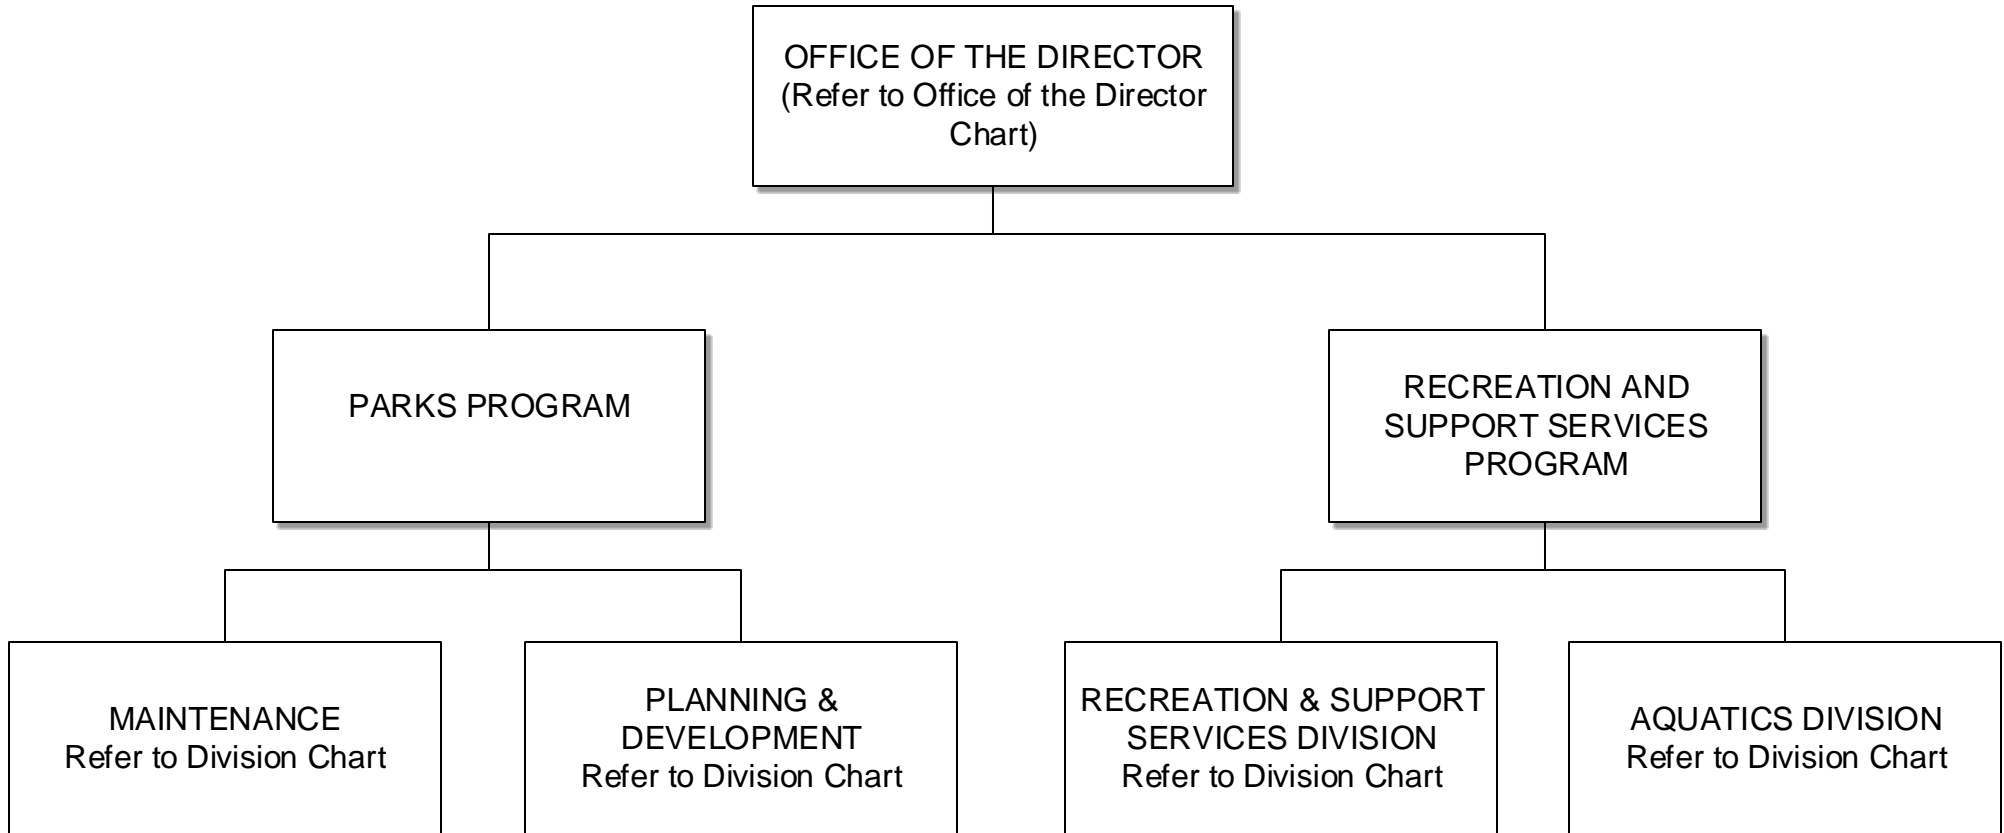 OFFICE OF THE DIRECTOR
(Refer to Office of the Director
Chart)
PARKS PROGRAM
RECREATION AND
SUPPORT SERVICES
PROGRAM
MAINTENANCE
Refer to Division Chart
PLANNING &
DEVELOPMENT
Refer to Division Chart
RECREATION & SUPPORT
SERVICES DIVISION
Refer to Division Chart
AQUATICS DIVISION
Refer to Division Chart